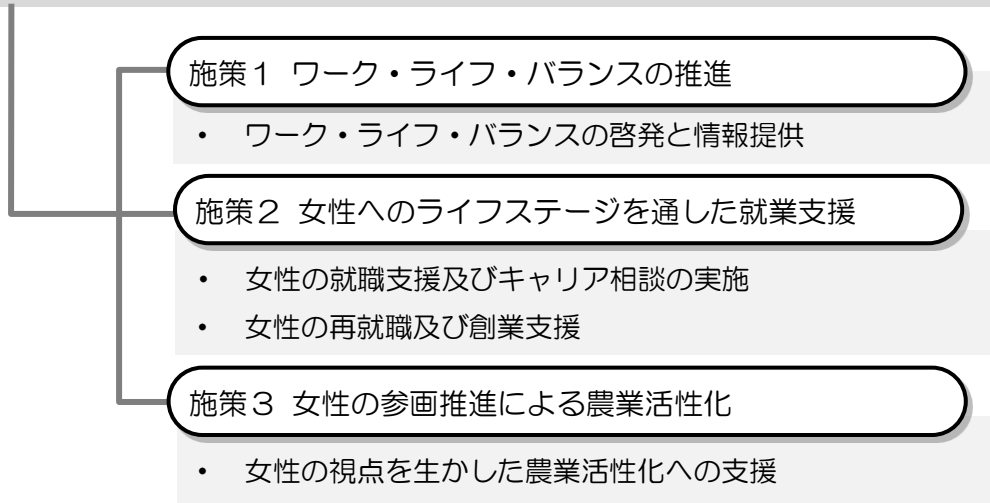 施策１ ワーク・ライフ・バランスの推進
・ ワーク・ライフ・バランスの啓発と情報提供
施策２ 女性へのライフステージを通した就業支援
・ 女性の就職支援及びキャリア相談の実施
・ 女性の再就職及び創業支援
施策３ 女性の参画推進による農業活性化
・ 女性の視点を生かした農業活性化への支援